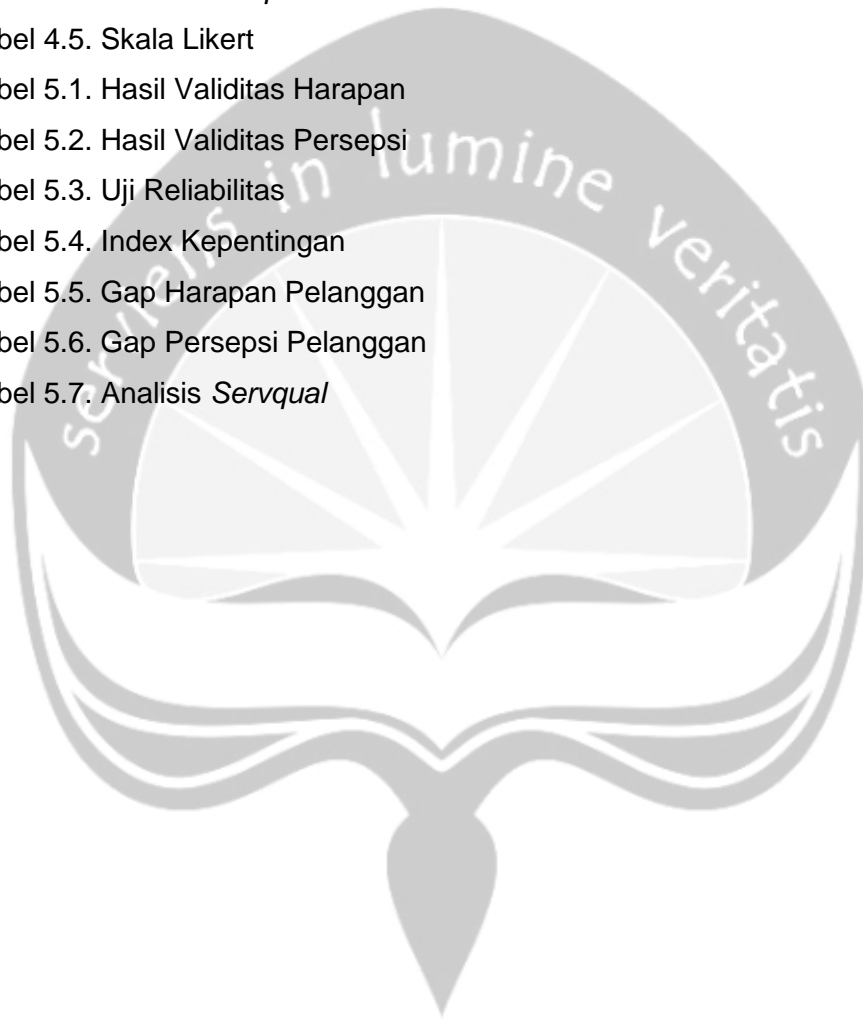 bel 4.5. Skala Likert
bel 5.1. Hasil Validitas Harapan
bel 5.2. Hasil Validitas Persepsi
bel 5.3. Uji Reliabilitas
bel 5.4. Index Kepentingan
bel 5.5. Gap Harapan Pelanggan
bel 5.6. Gap Persepsi Pelanggan
bel 5.7. Analisis Servqual
serviens in lumine veritatis